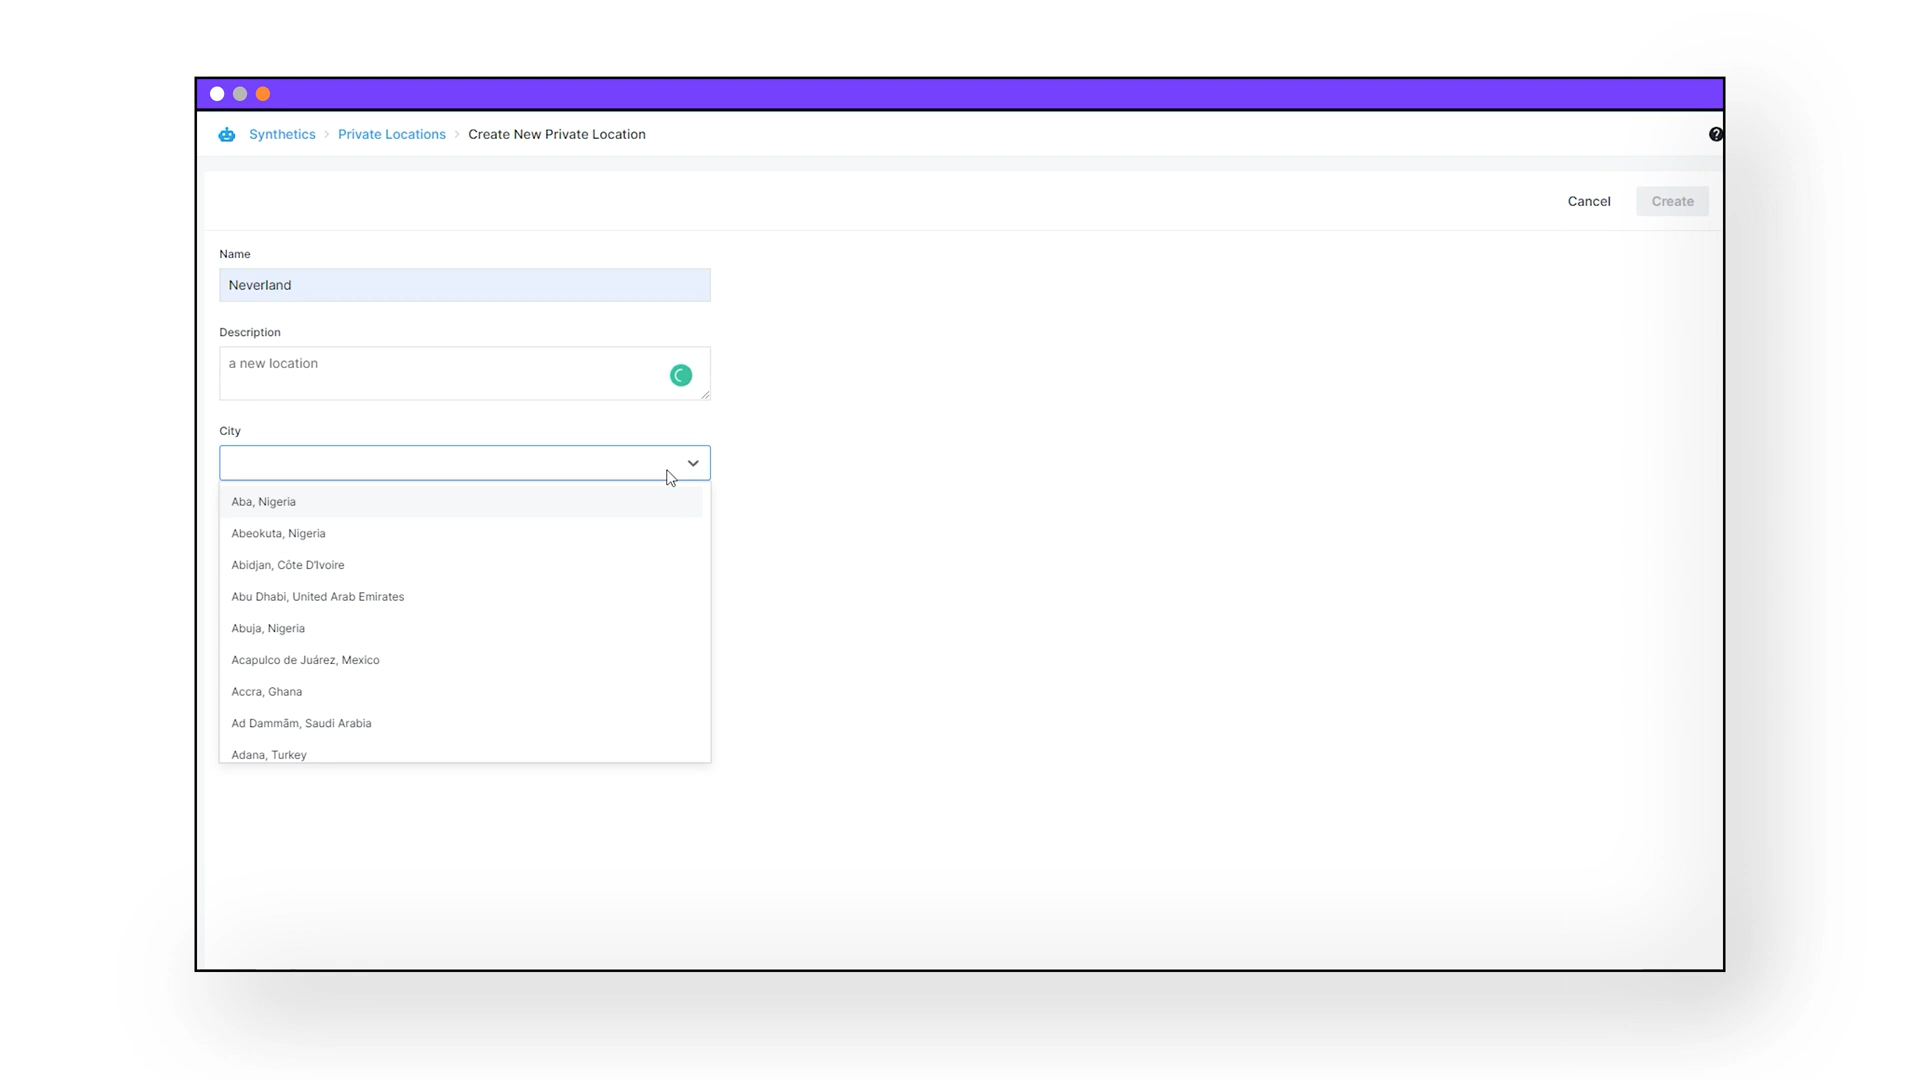 Synthetics > Private Locations > Create New Private Location
Cancel Create
Name
Neverland
Description
a new location
City
Aba, Nigeria
Abeokuta, Nigeria
Abidjan, Côte D'Ivoire
Abu Dhabi, United Arab Emirates
Abuja, Nigeria
Acapulco de Juárez, Mexico
Accra, Ghana
Ad Dammãm, Saudi Arabia
Adana, Turkey